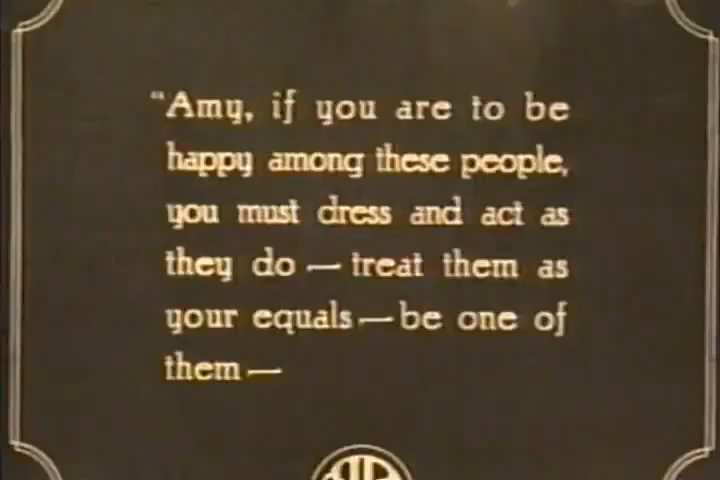 "Amy, if you are to be
happy among these people,
you must dress and act as
they do — treat them as
your equals — be one of
them —